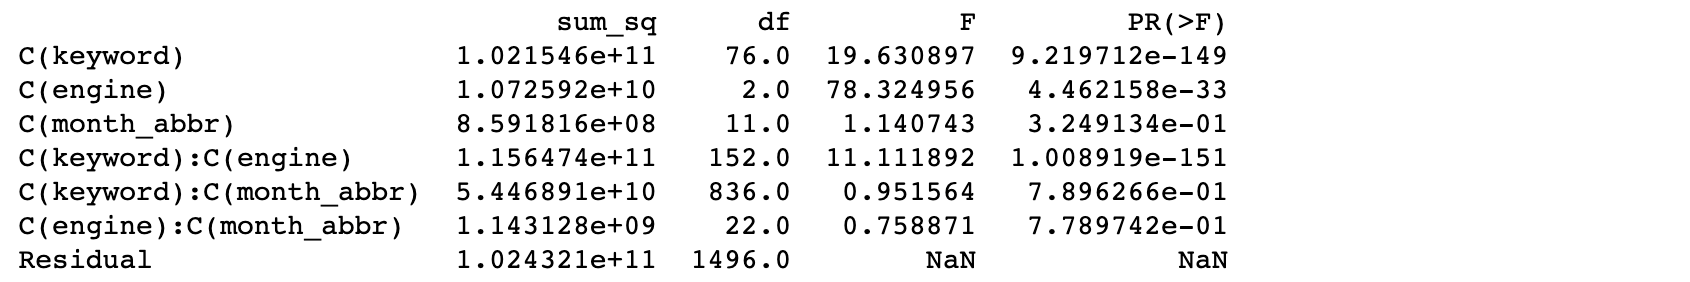 sum_sq df F PR(>F)
C(keyword) 1.021546e+11 76.0 19.630897 9.219712e-149
C(engine) 1.072592e+10 2.0 78.324956 4.462158e-33
C(month_abbr) 8.591816e+08 11.0 1.140743 3.249134e-01
C(keyword):C(engine) 1.156474e+11 152.0 11.111892 1.008919e-151
C(keyword):C(month_abbr) 5.446891e+10 836.0 0.951564 7.896266e-01
C(engine):C(month_abbr) 1.143128e+09 22.0 0.758871 7.789742e-01
Residual 1.024321e+11 1496.0 NaN NaN